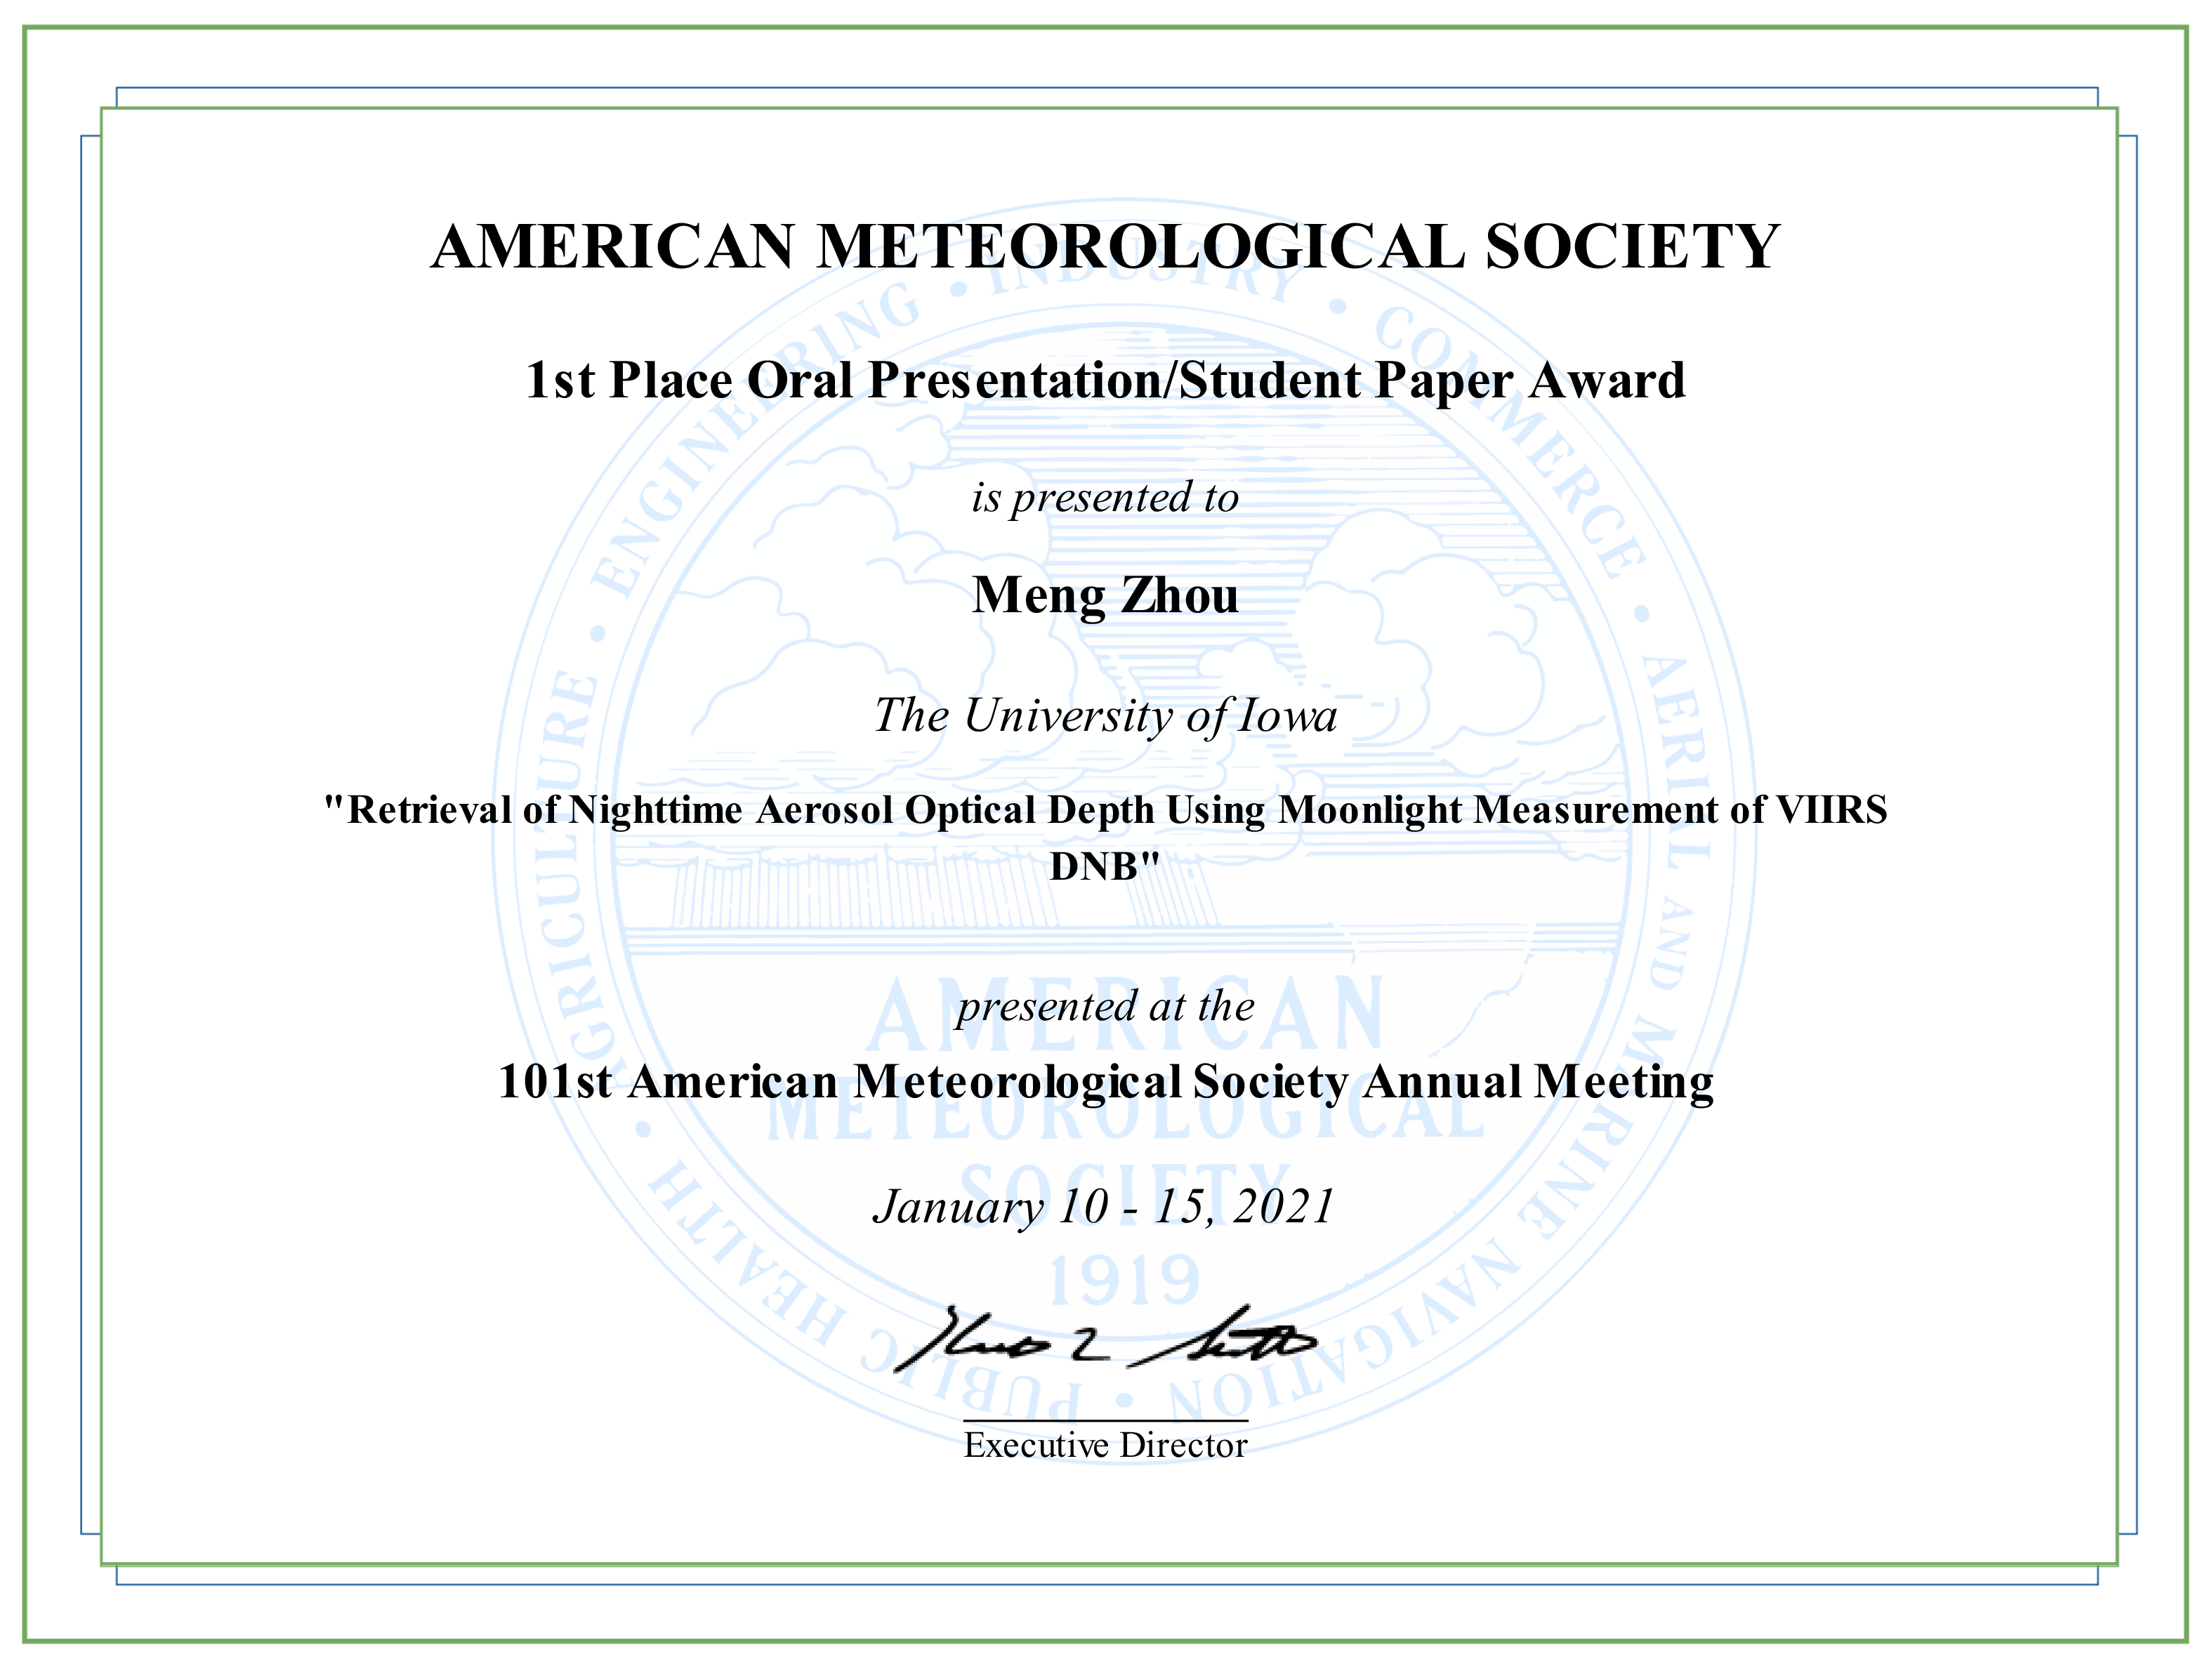 AMERICAN METEOROLOGICAL SOCIETY
1st Place Oral Presentation/Student Paper Award
is presented to
Meng Zhou
The University of Iowa
"Retrieval of Nighttime Aerosol Optical Depth Using Moonlight Measurement of VIIRS
DNB"
presented at the
101st American Meteorological Society Annual Meeting
January 10 - 15, 2021
Executive Director
AGRICULTURE • ENGINEERING • INDUSTRY • COMMERCE • AERIAL AND MARINE NAVIGATION • PUBLIC HEALTH •
AMERICAN
METEOROLOGICAL
SOCIETY
1919